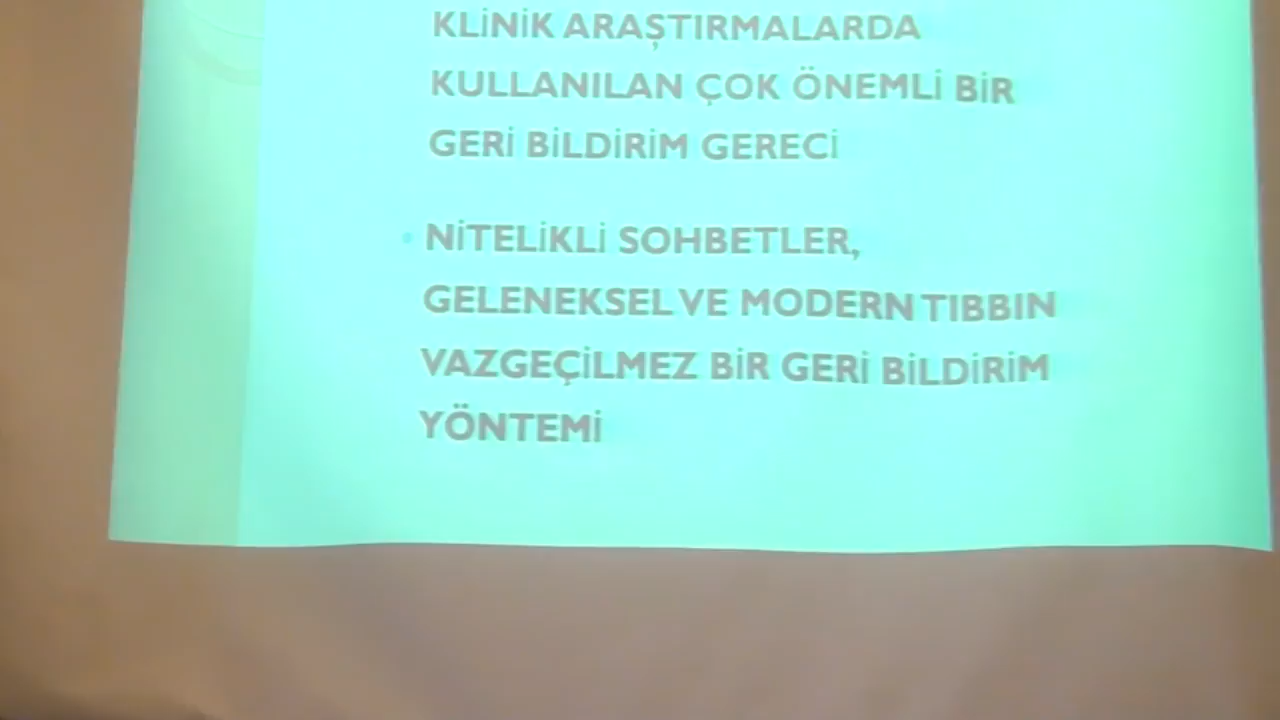 KLİNİK ARAŞTIRMALARDA
KULLANILAN ÇOK ÖNEMLİ BİR
GERİ BİLDİRİM GERECİ
• NİTELİKLİ SOHBETLER,
GELENEKSEL VE MODERN TIBBIN
VAZGEÇİLMEZ BİR GERİ BİLDİRİM
YÖNTEMİ